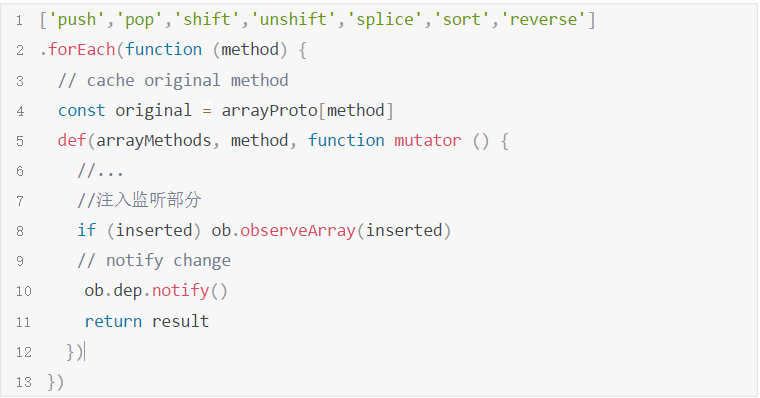 1 ['push','pop','shift','unshift','splice','sort','reverse']
2 .forEach(function (method) {
3 // cache original method
4 const original = arrayProto[method]
5 def(arrayMethods, method, function mutator () {
6 //...
7 //注入监听部分
8 if (inserted) ob.observeArray(inserted)
9 // notify change
10 ob.dep.notify()
11 return result
12 })
13 })